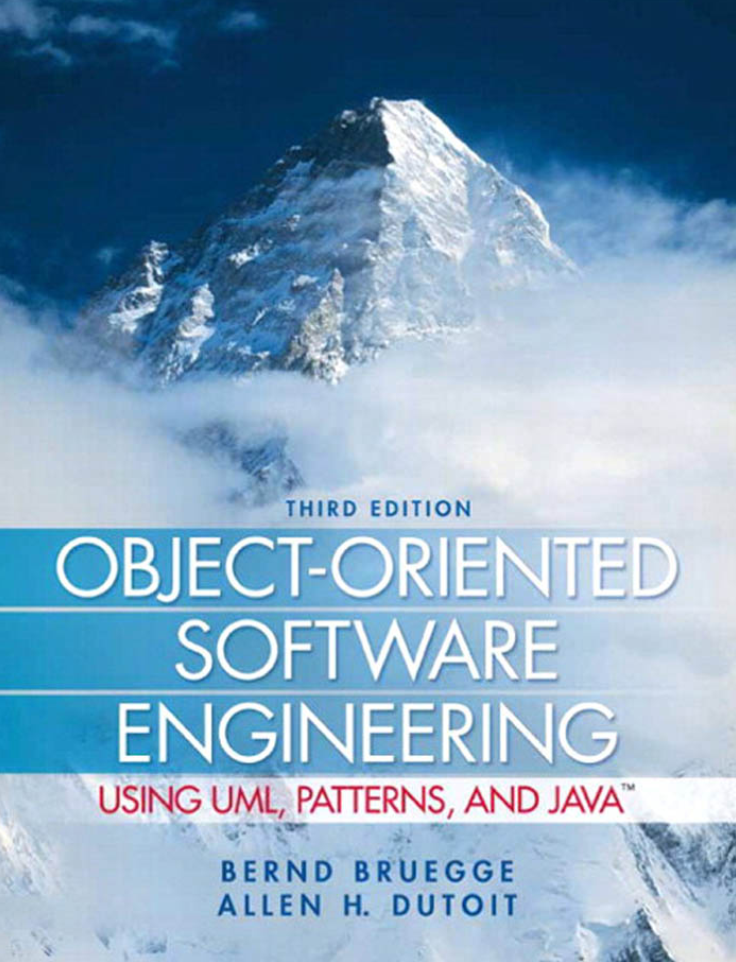 THIRD EDITION
OBJECT-ORIENTED
SOFTWARE
ENGINEERING
USING UML, PATTERNS, AND JAVA™
BERND BRUEGGE
ALLEN H. DUTOIT